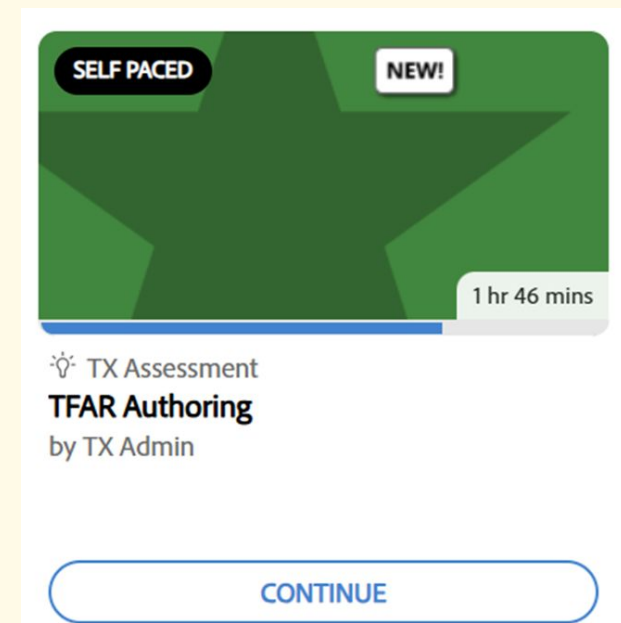 SELF PACED
NEW!
1 hr 46 mins
TX Assessment
TFAR Authoring
by TX Admin
CONTINUE